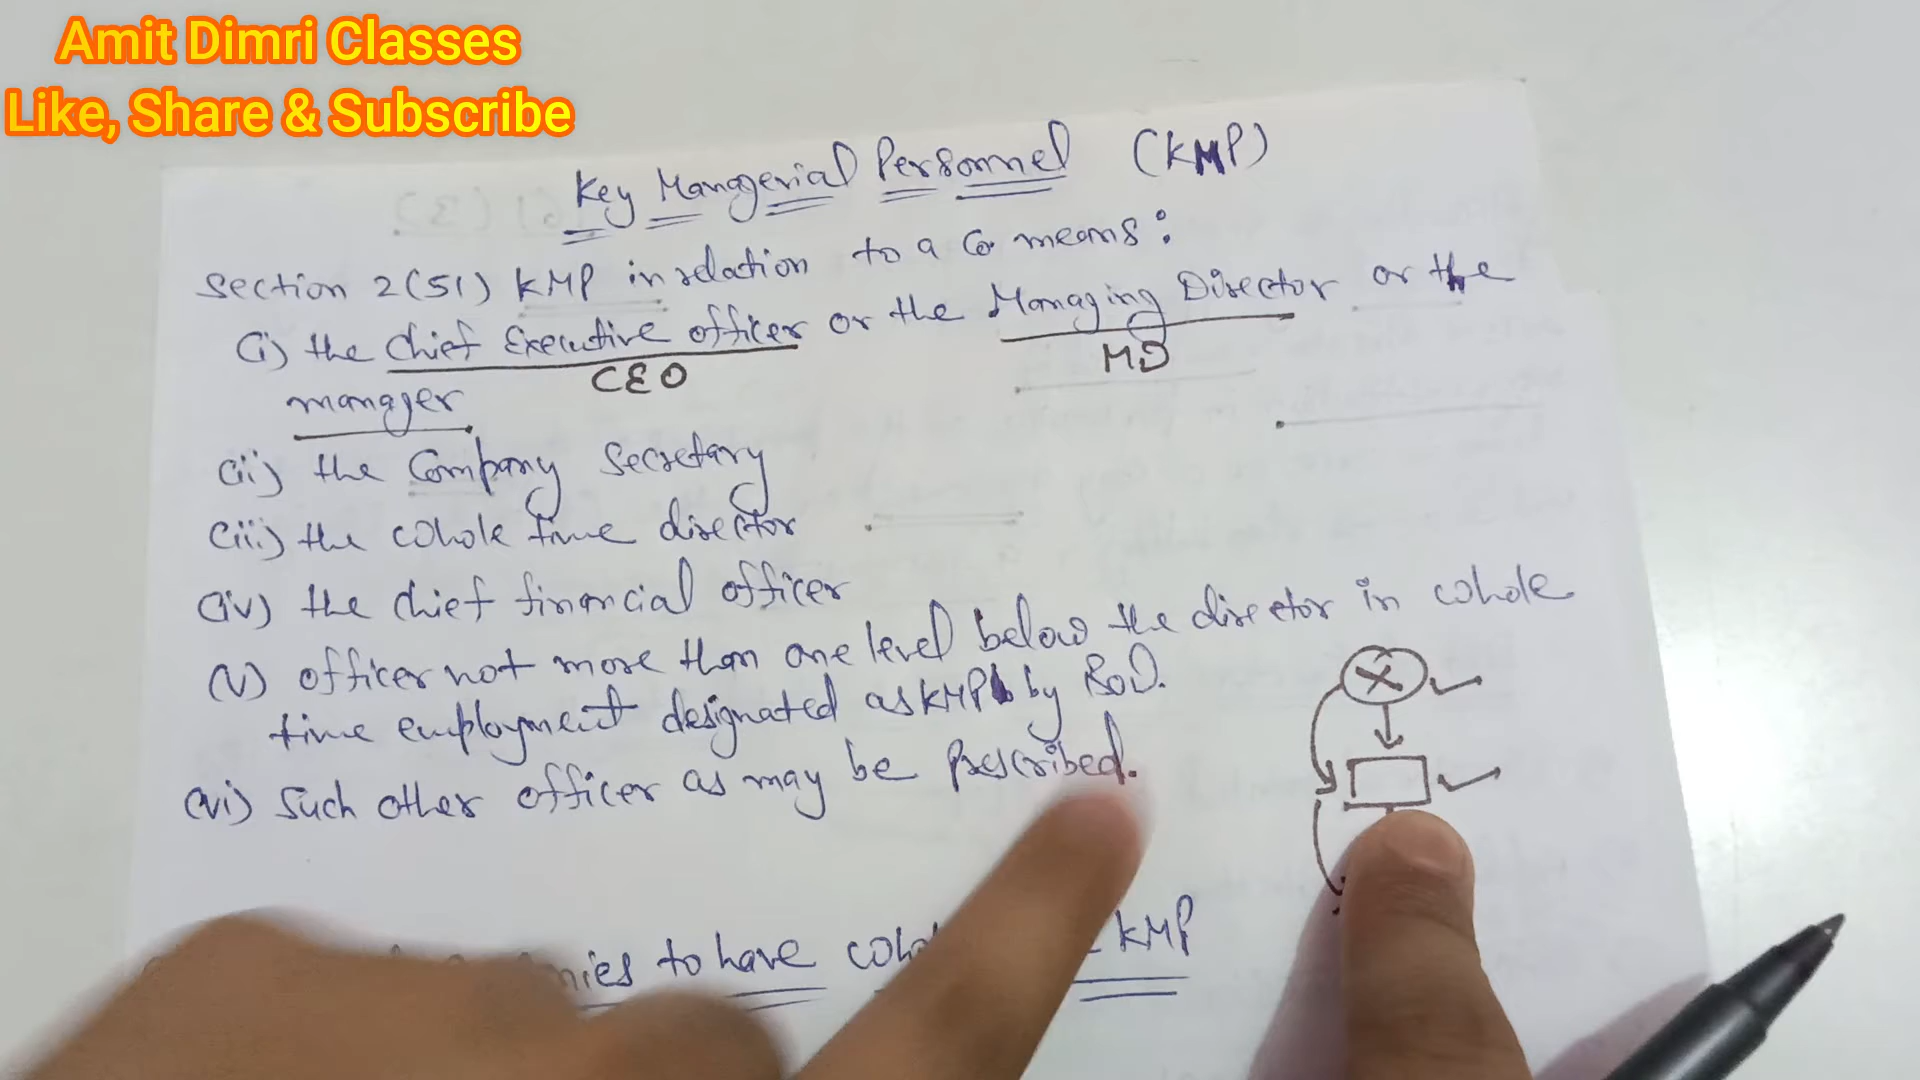 Amit Dimri Classes
Like, Share & Subscribe
Key Managerial Personnel (KMP)
Section 2(51) KMP in relation to a Co means:
(i) the Chief Executive officer or the Managing Director or the
CEO MD
manager
(ii) the Company Secretary
(iii) the whole time director
(iv) the chief financial officer
(v) officer not more than one level below the director in whole
time employment designated as KMP by BOD.
(vi) Such other officer as may be Prescribed.
to have KMP